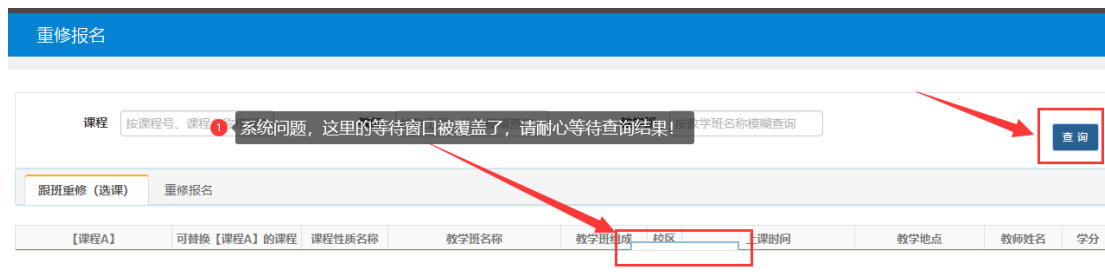 重修报名
课程 按课程号、课程
1 系统问题，这里的等待窗口被覆盖了，请耐心等待查询结果！
按教学班名称模糊查询
查 询
跟班重修（选课） 重修报名
【课程A】 可替换【课程A】的课程 课程性质名称 教学班名称 教学班组成 校区 上课时间 教学地点 教师姓名 学分